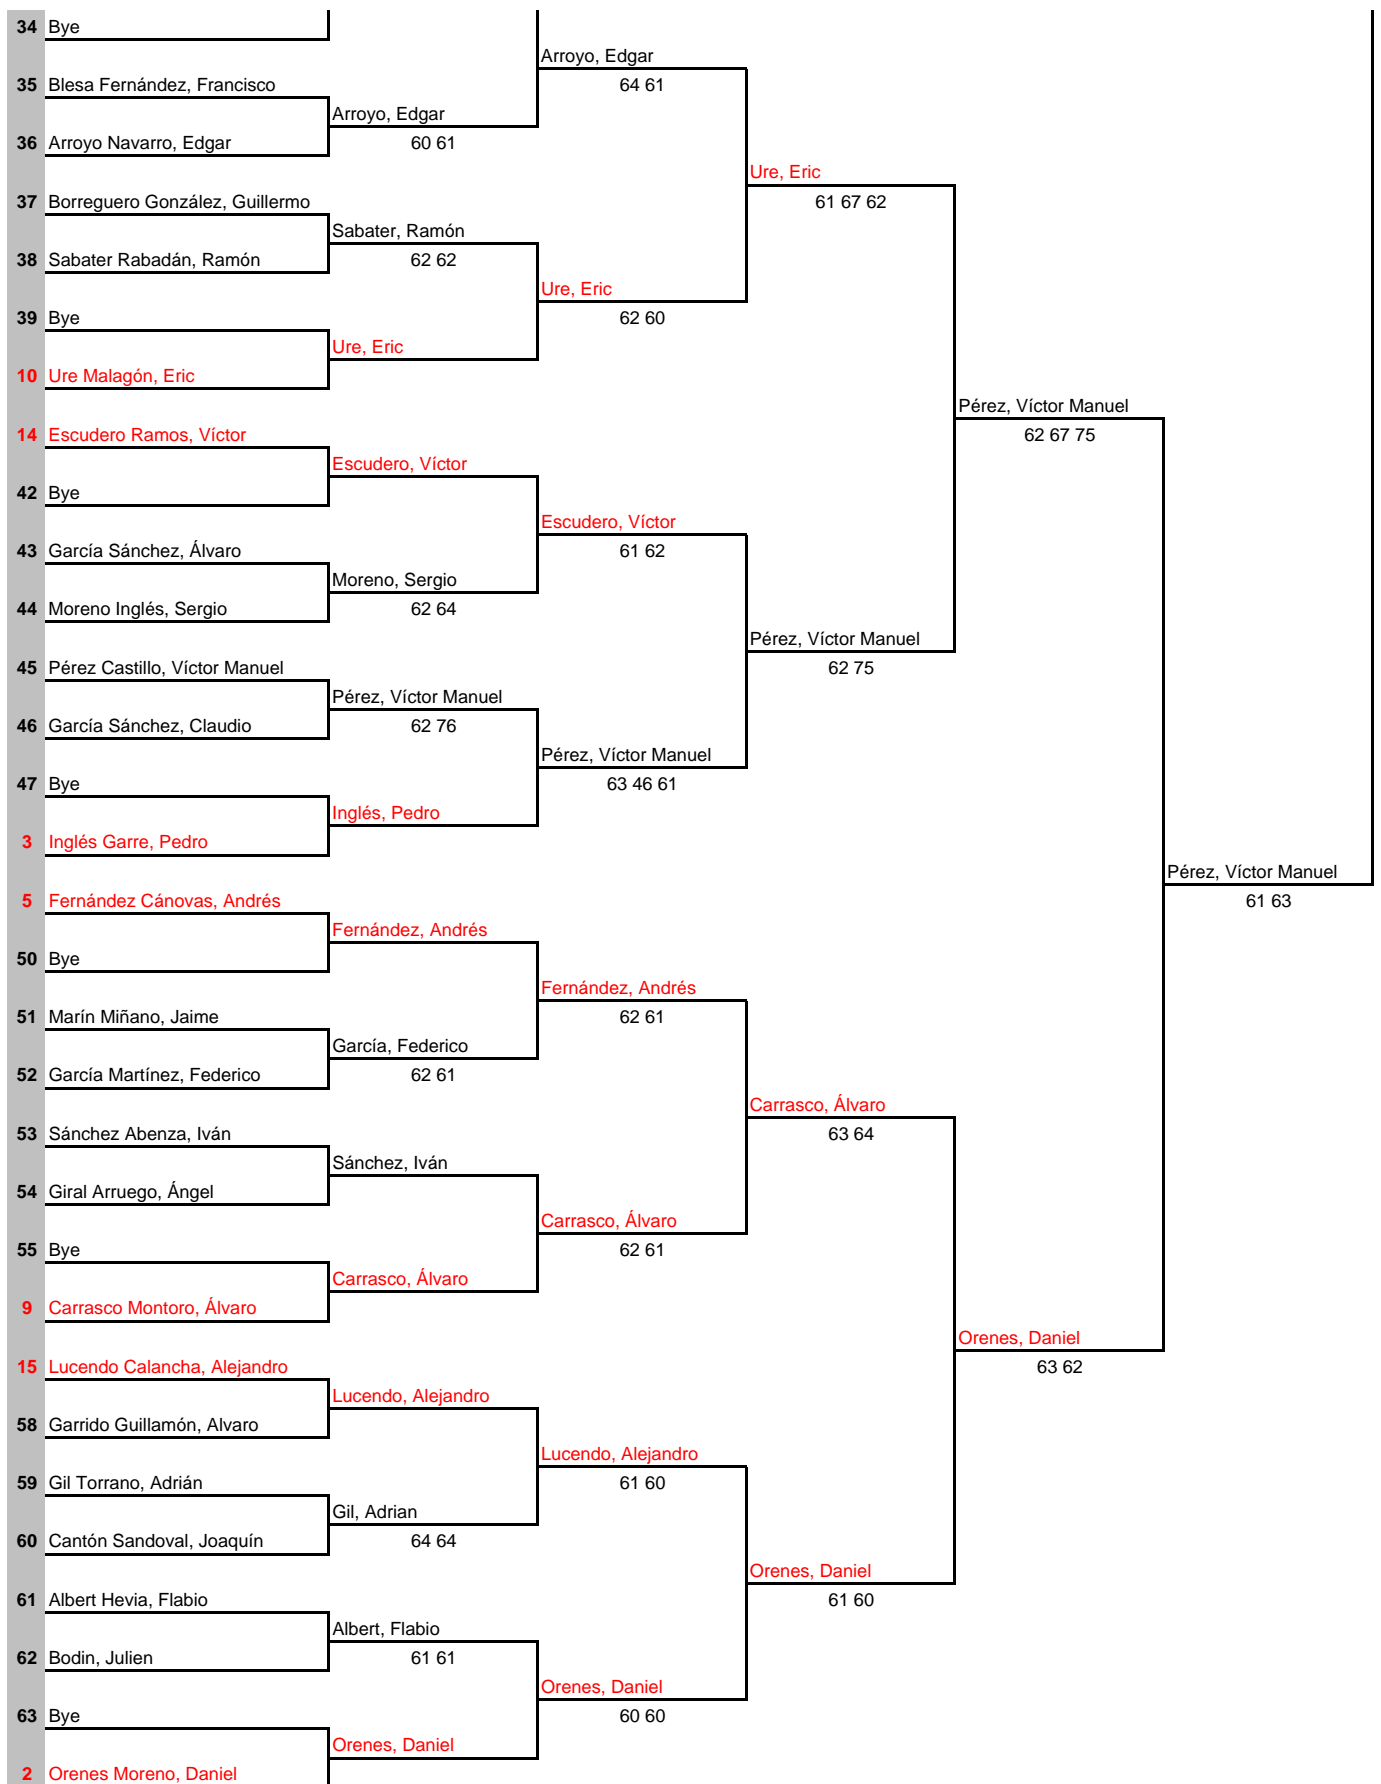 34 Bye
Arroyo, Edgar
35 Blesa Fernández, Francisco
64 61
Arroyo, Edgar
36 Arroyo Navarro, Edgar
60 61
Ure, Eric
37 Borreguero González, Guillermo
61 67 62
Sabater, Ramón
38 Sabater Rabadán, Ramón
62 62
Ure, Eric
39 Bye
62 60
Ure, Eric
10 Ure Malagón, Eric
Pérez, Víctor Manuel
14 Escudero Ramos, Víctor
62 67 75
Escudero, Víctor
42 Bye
Escudero, Víctor
43 García Sánchez, Álvaro
61 62
Moreno, Sergio
44 Moreno Inglés, Sergio
62 64
Pérez, Víctor Manuel
45 Pérez Castillo, Víctor Manuel
62 75
Pérez, Víctor Manuel
46 García Sánchez, Claudio
62 76
Pérez, Víctor Manuel
47 Bye
63 46 61
Inglés, Pedro
3 Inglés Garre, Pedro
Pérez, Víctor Manuel
5 Fernández Cánovas, Andrés
61 63
Fernández, Andrés
50 Bye
Fernández, Andrés
51 Marín Miñano, Jaime
62 61
García, Federico
52 García Martínez, Federico
62 61
Carrasco, Álvaro
53 Sánchez Abenza, Iván
63 64
Sánchez, Iván
54 Giral Arruego, Ángel
Carrasco, Álvaro
55 Bye
62 61
Carrasco, Álvaro
9 Carrasco Montoro, Álvaro
Orenes, Daniel
15 Lucendo Calancha, Alejandro
63 62
Lucendo, Alejandro
58 Garrido Guillamón, Alvaro
Lucendo, Alejandro
59 Gil Torrano, Adrián
61 60
Gil, Adrian
60 Cantón Sandoval, Joaquín
64 64
Orenes, Daniel
61 Albert Hevia, Flabio
61 60
Albert, Flabio
62 Bodin, Julien
61 61
Orenes, Daniel
63 Bye
60 60
Orenes, Daniel
2 Orenes Moreno, Daniel